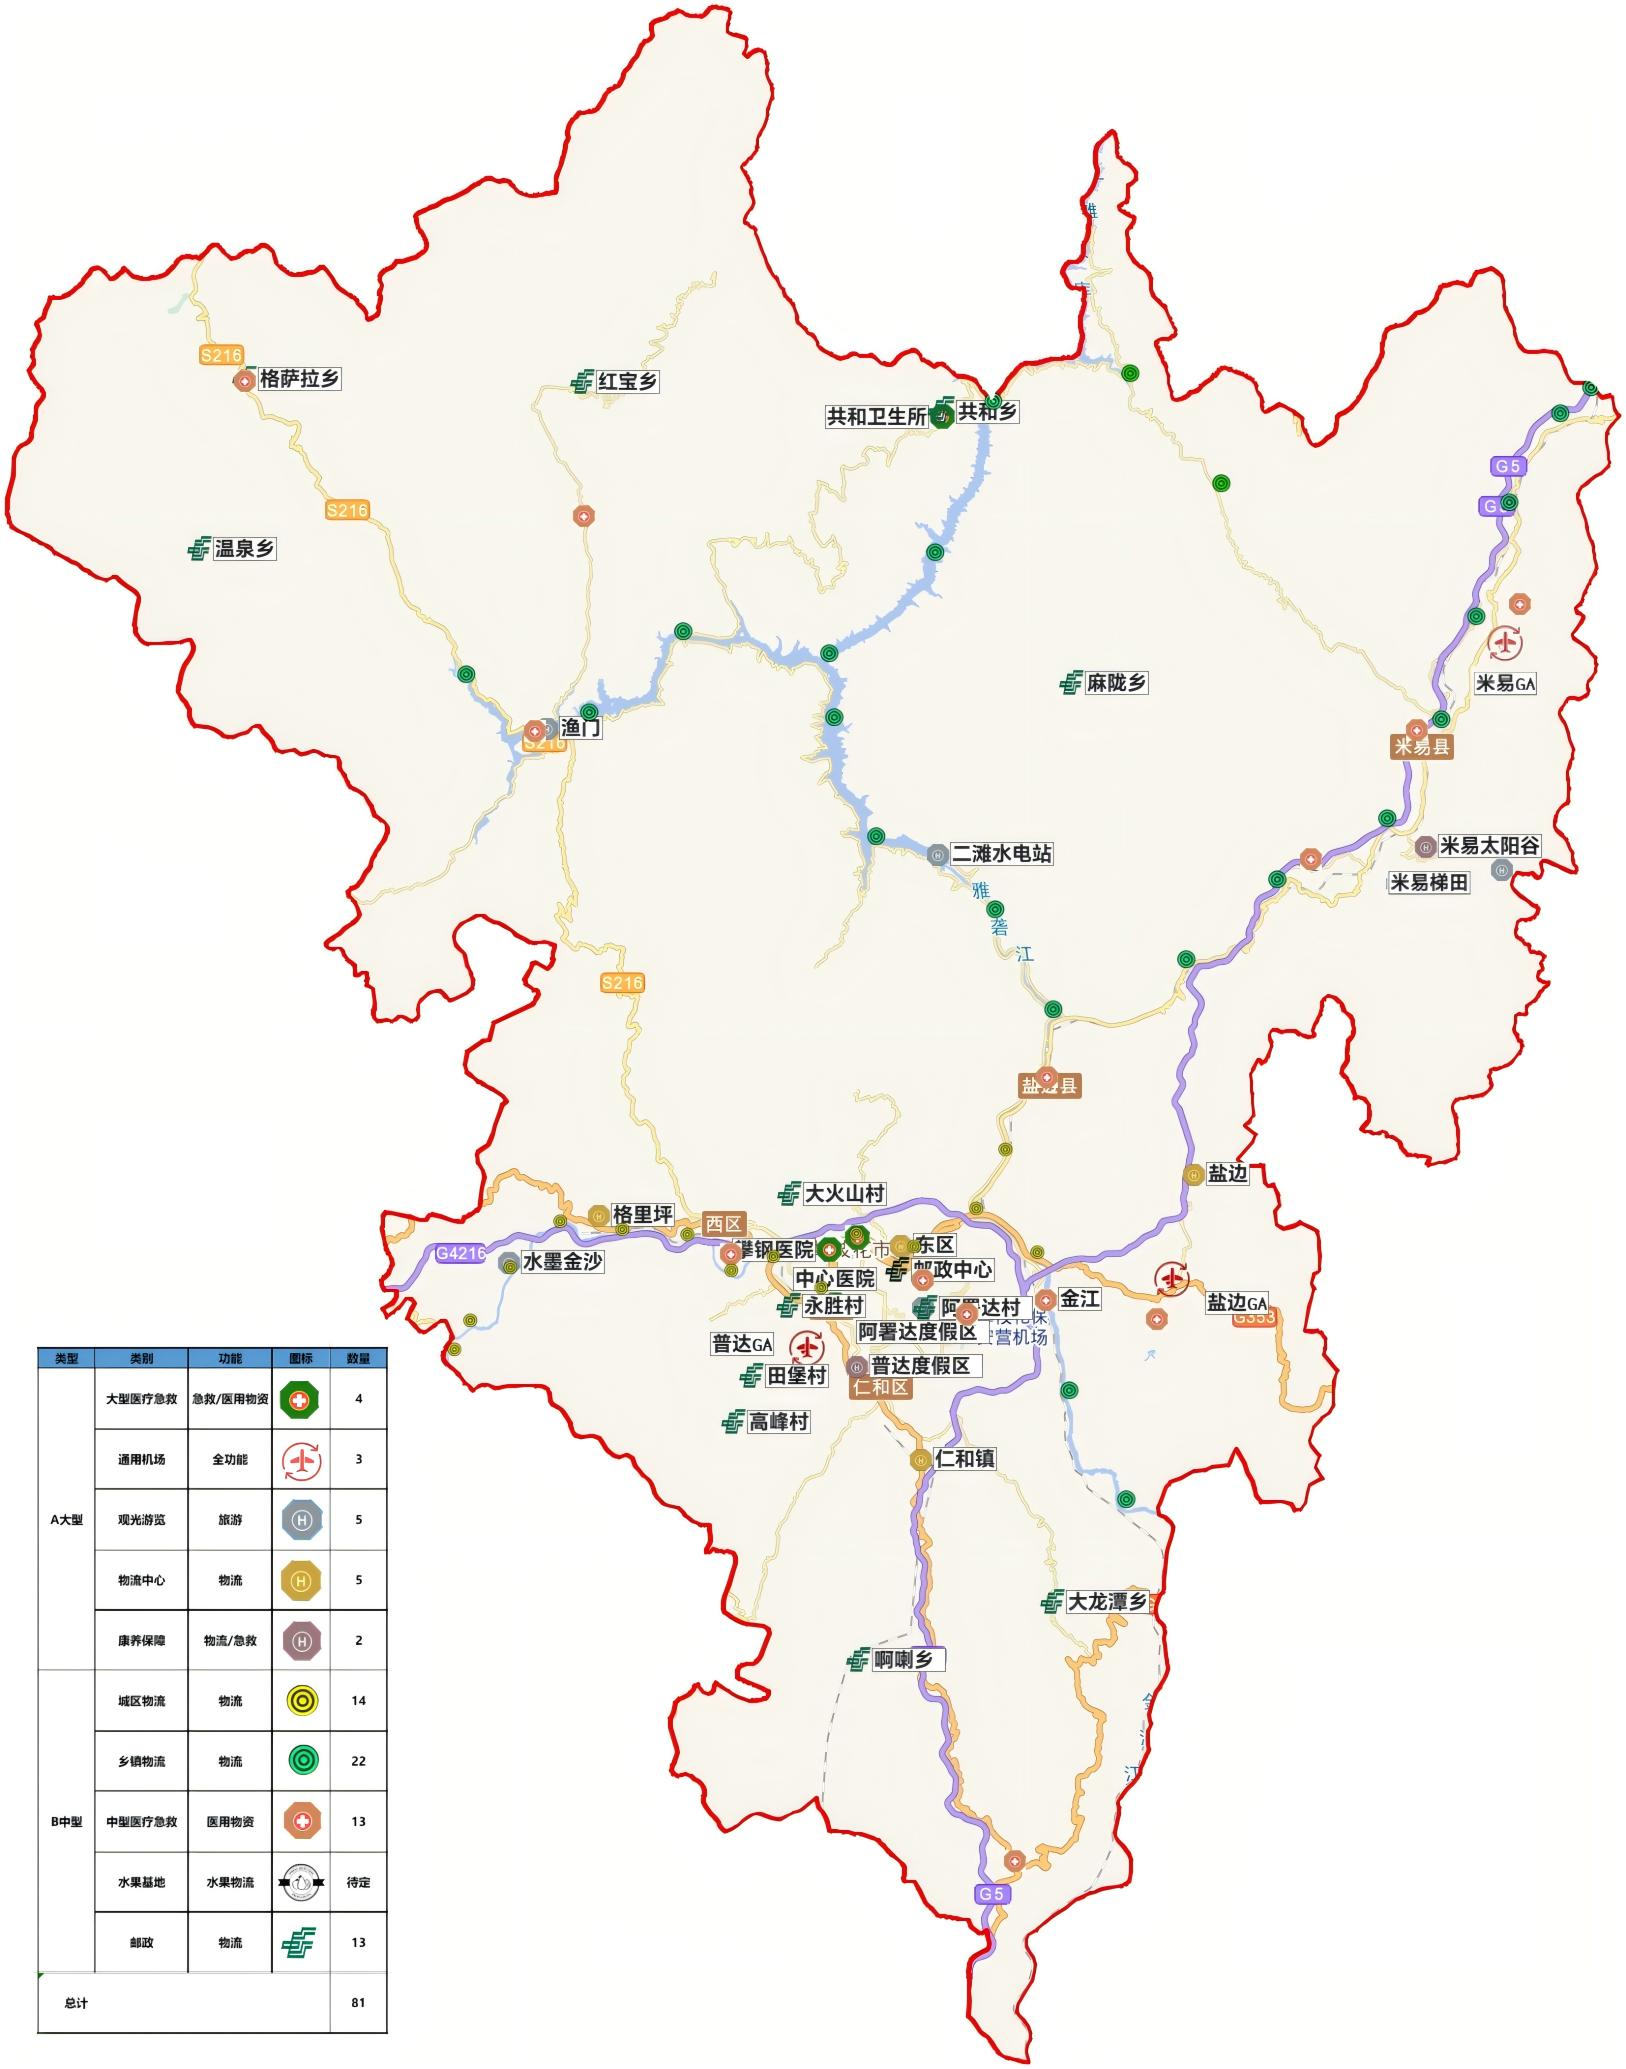 雅
S216
格萨拉乡
红宝乡
共和卫生所
共和乡
G5
S216
温泉乡
麻陇乡
米易GA
渔门
S216
米易县
二滩水电站
米易太阳谷
米易梯田
雅
砻
江
S216
盐边县
盐边
大火山村
格里坪
西区
G4216
水墨金沙
攀钢医院
东区
中心医院
邮政中心
永胜村
阿署达村
金江
盐边GA
G353
普达GA
阿署达度假区
安营机场
田堡村
普达度假区
仁和区
高峰村
仁和镇
大龙潭乡
啊喇乡
金
江
G5
类型 类别 功能 图标 数量
A大型
大型医疗急救 急救/医用物资 4
通用机场 全功能 3
观光游览 旅游 5
物流中心 物流 5
康养保障 物流/急救 2
B中型
城区物流 物流 14
乡镇物流 物流 22
中型医疗急救 医用物资 13
水果基地 水果物流 待定
邮政 物流 13
总计 81